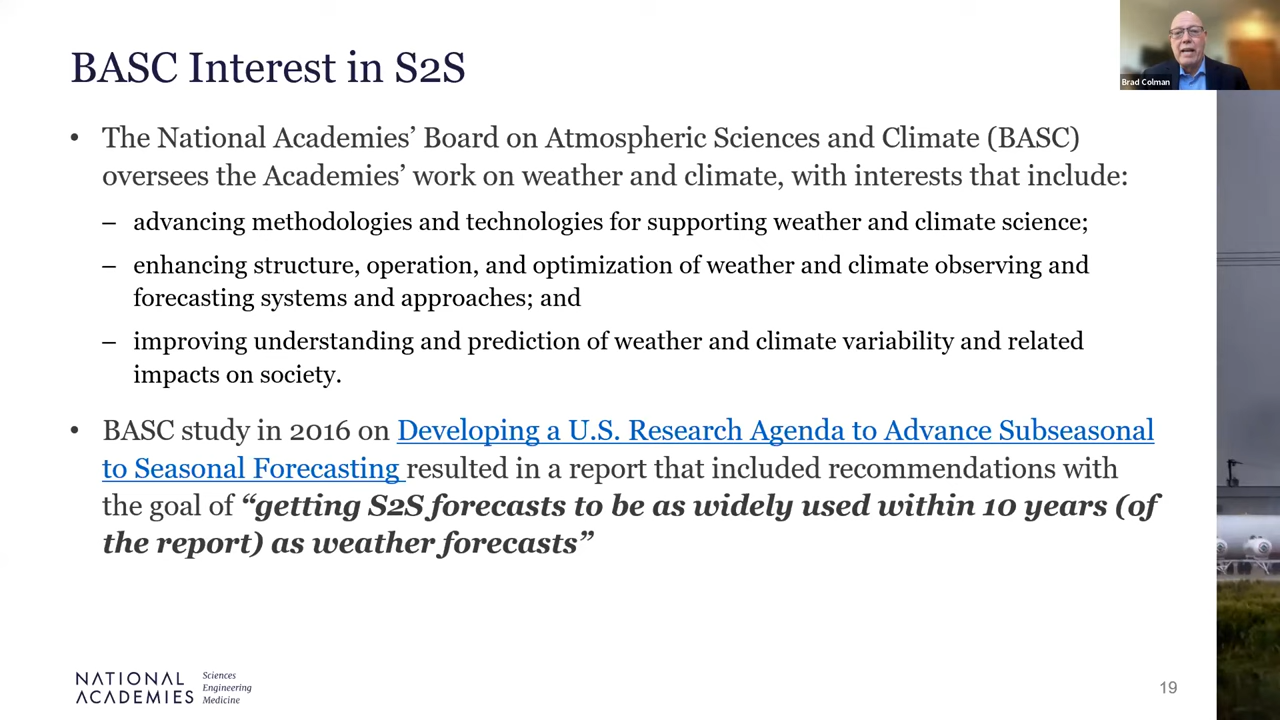 BASC Interest in S2S
Brad Colman
• The National Academies’ Board on Atmospheric Sciences and Climate (BASC)
oversees the Academies’ work on weather and climate, with interests that include:
– advancing methodologies and technologies for supporting weather and climate science;
– enhancing structure, operation, and optimization of weather and climate observing and
forecasting systems and approaches; and
– improving understanding and prediction of weather and climate variability and related
impacts on society.
• BASC study in 2016 on Developing a U.S. Research Agenda to Advance Subseasonal
to Seasonal Forecasting resulted in a report that included recommendations with
the goal of “getting S2S forecasts to be as widely used within 10 years (of
the report) as weather forecasts”
NATIONAL
ACADEMIES
Sciences
Engineering
Medicine
19